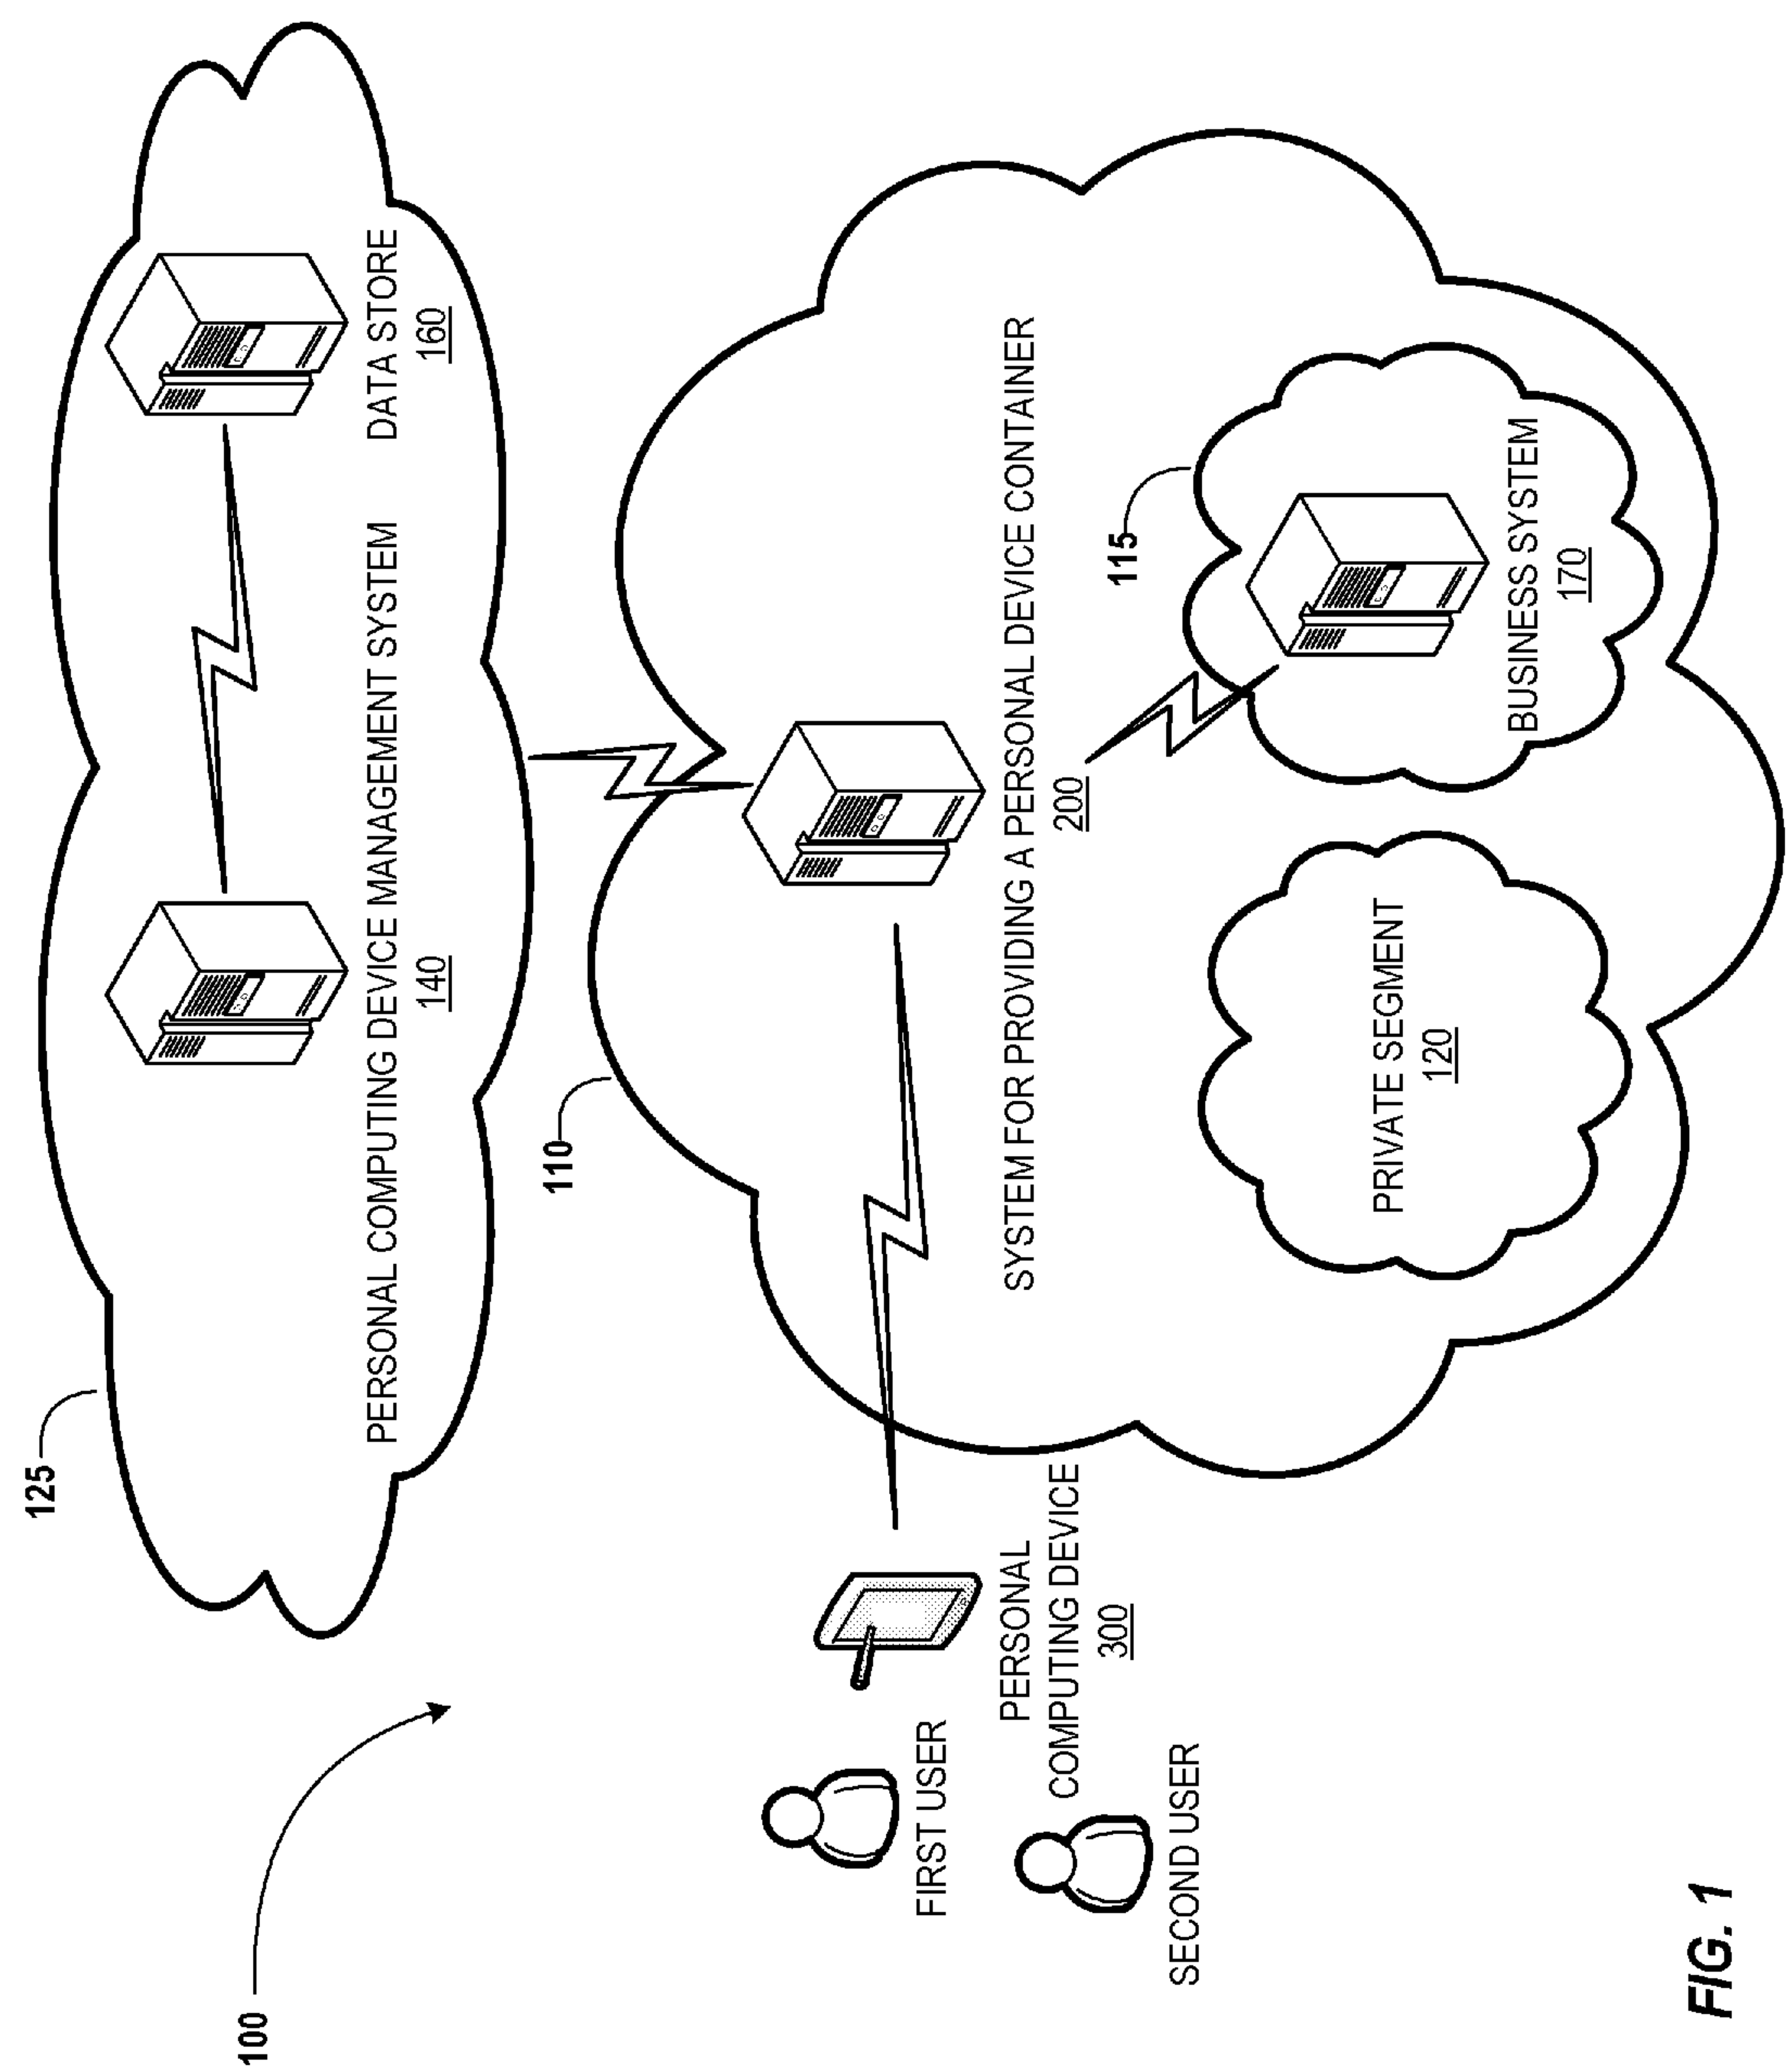 100
125
PERSONAL COMPUTING DEVICE MANAGEMENT SYSTEM
140
DATA STORE
160
110
FIRST USER
SECOND USER
PERSONAL
COMPUTING DEVICE
300
SYSTEM FOR PROVIDING A PERSONAL DEVICE CONTAINER
200
115
PRIVATE SEGMENT
120
BUSINESS SYSTEM
170
FIG. 1